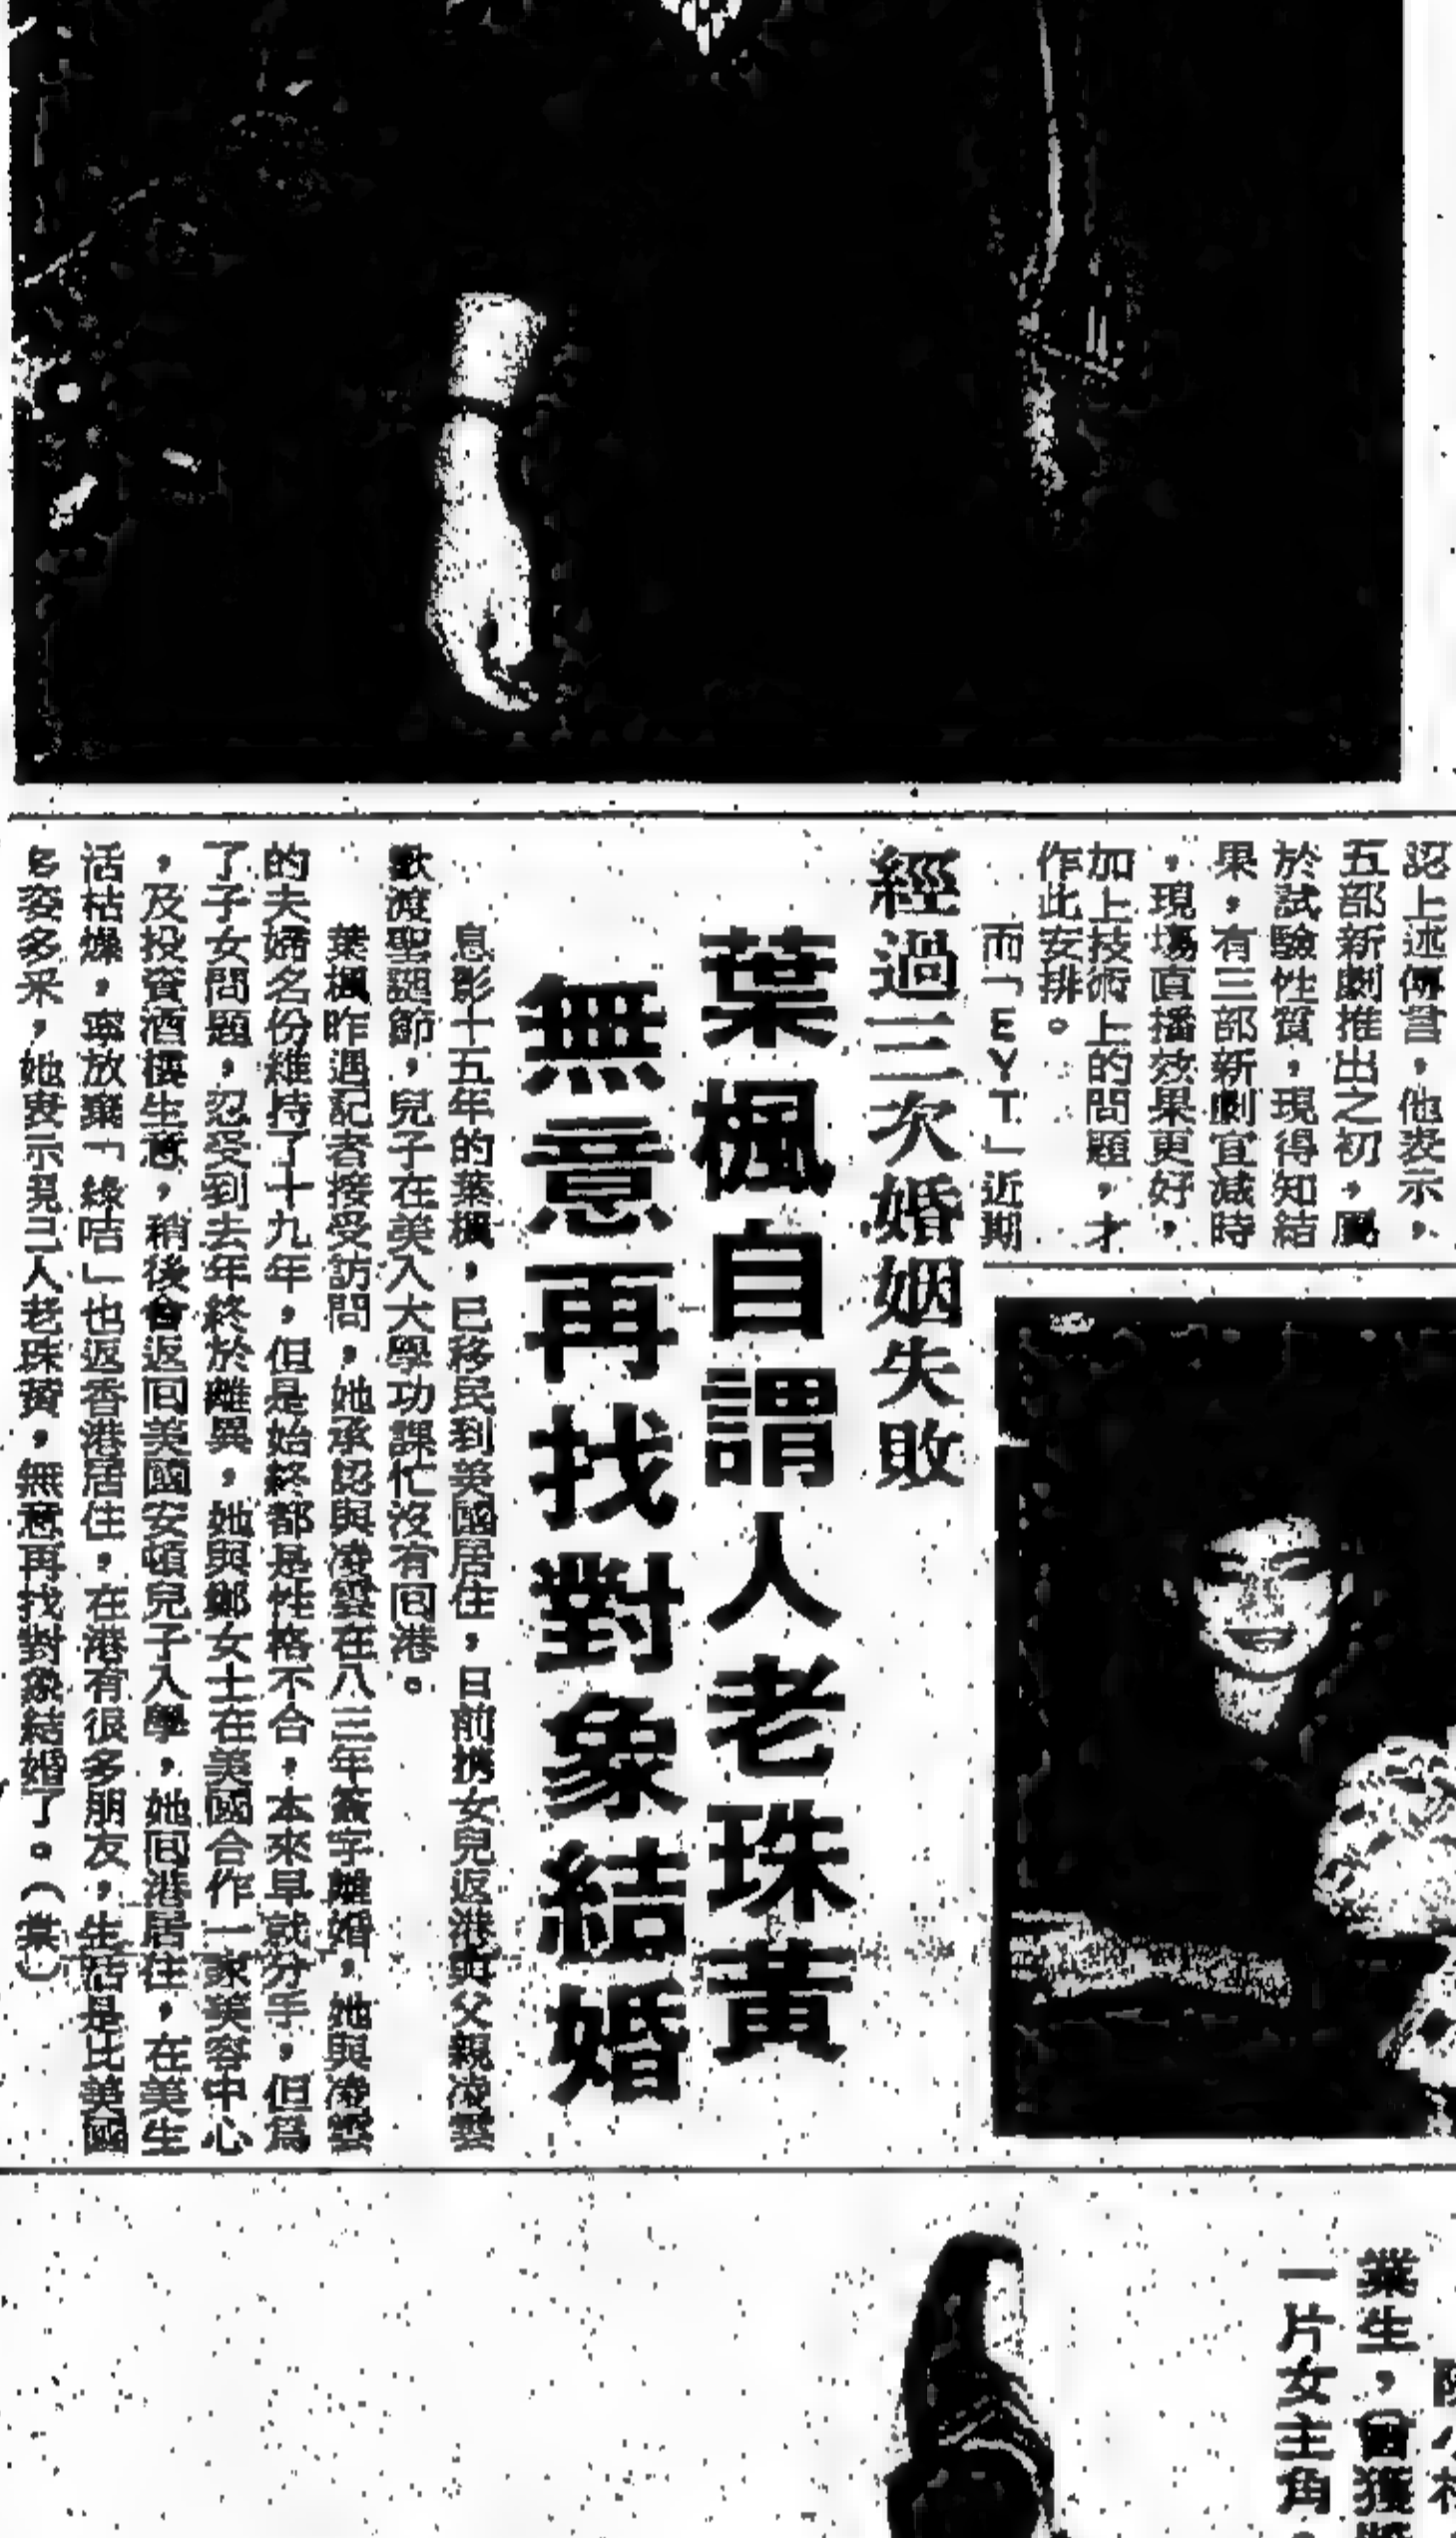 認上述傳言,他表示,
五部新劇推出之初,屬
於試驗性質,現得知結
果,有三部新劇宜減時
,現場直播效果更好,
加上技術上的問題,才
作此安排。
而「EYT」近期
經過三次婚姻失敗
葉楓自謂人老珠黃
無意再找對象結婚
息影十五年的葉楓,已移民到美國居住,日前携女兒返港與父親凌雲
歡渡聖誕節,兒子在美入大學功課忙沒有囘港。
葉楓昨遇記者接受訪問,她承認與凌雲在八三年簽字離婚,她與凌雲
的夫婦名份維持了十九年,但是始終都是性格不合,本來早就分手,但爲
了子女問題,忍受到去年終於離異,她與鄭女士在美國合作一家美容中心
,及投資酒樓生意,稍後會返囘美國安頓兒子入學,她囘港居住,在美生
活枯燥,寧放棄「綠咭」也返香港居住,在港有很多朋友,生活是比美國
多姿多采,她表示現已人老珠黃,無意再找對象結婚了。(棠)
業生,曾獲
一片女主角